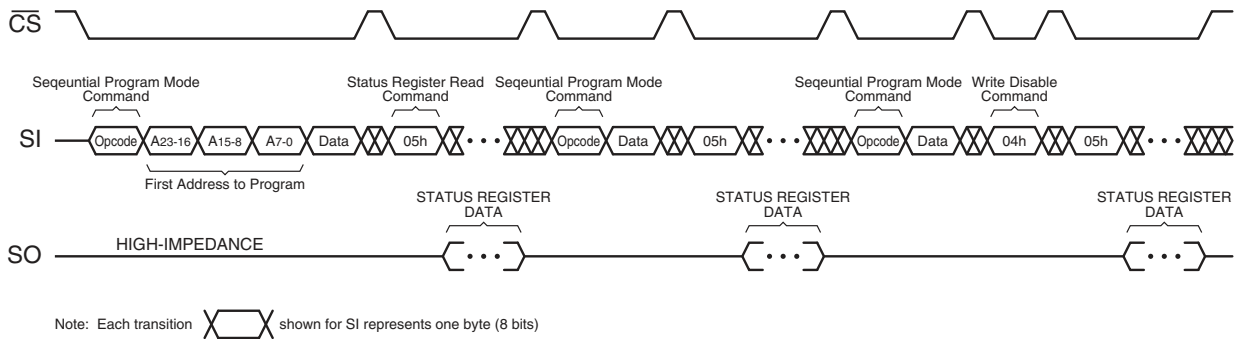 CS
Seqeuntial Program Mode
Command
Status Register Read
Command
Seqeuntial Program Mode
Command
Seqeuntial Program Mode
Command
Write Disable
Command
SI
Opcode A23-16 A15-8 A7-0 Data 05h Opcode Data 05h Opcode Data 04h 05h
First Address to Program
STATUS REGISTER
DATA
STATUS REGISTER
DATA
STATUS REGISTER
DATA
SO
HIGH-IMPEDANCE
Note: Each transition shown for SI represents one byte (8 bits)